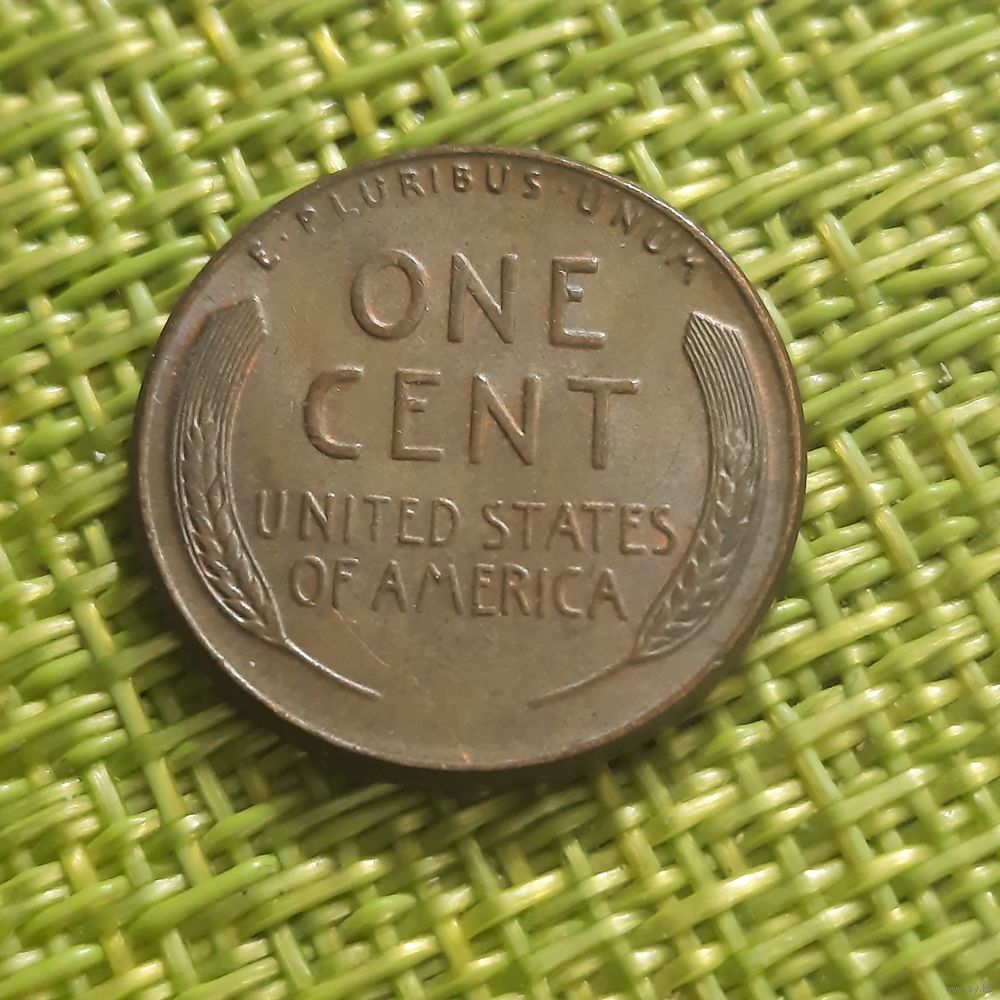 E·PLURIBUS·UNUM
ONE
CENT
UNITED STATES
OF AMERICA